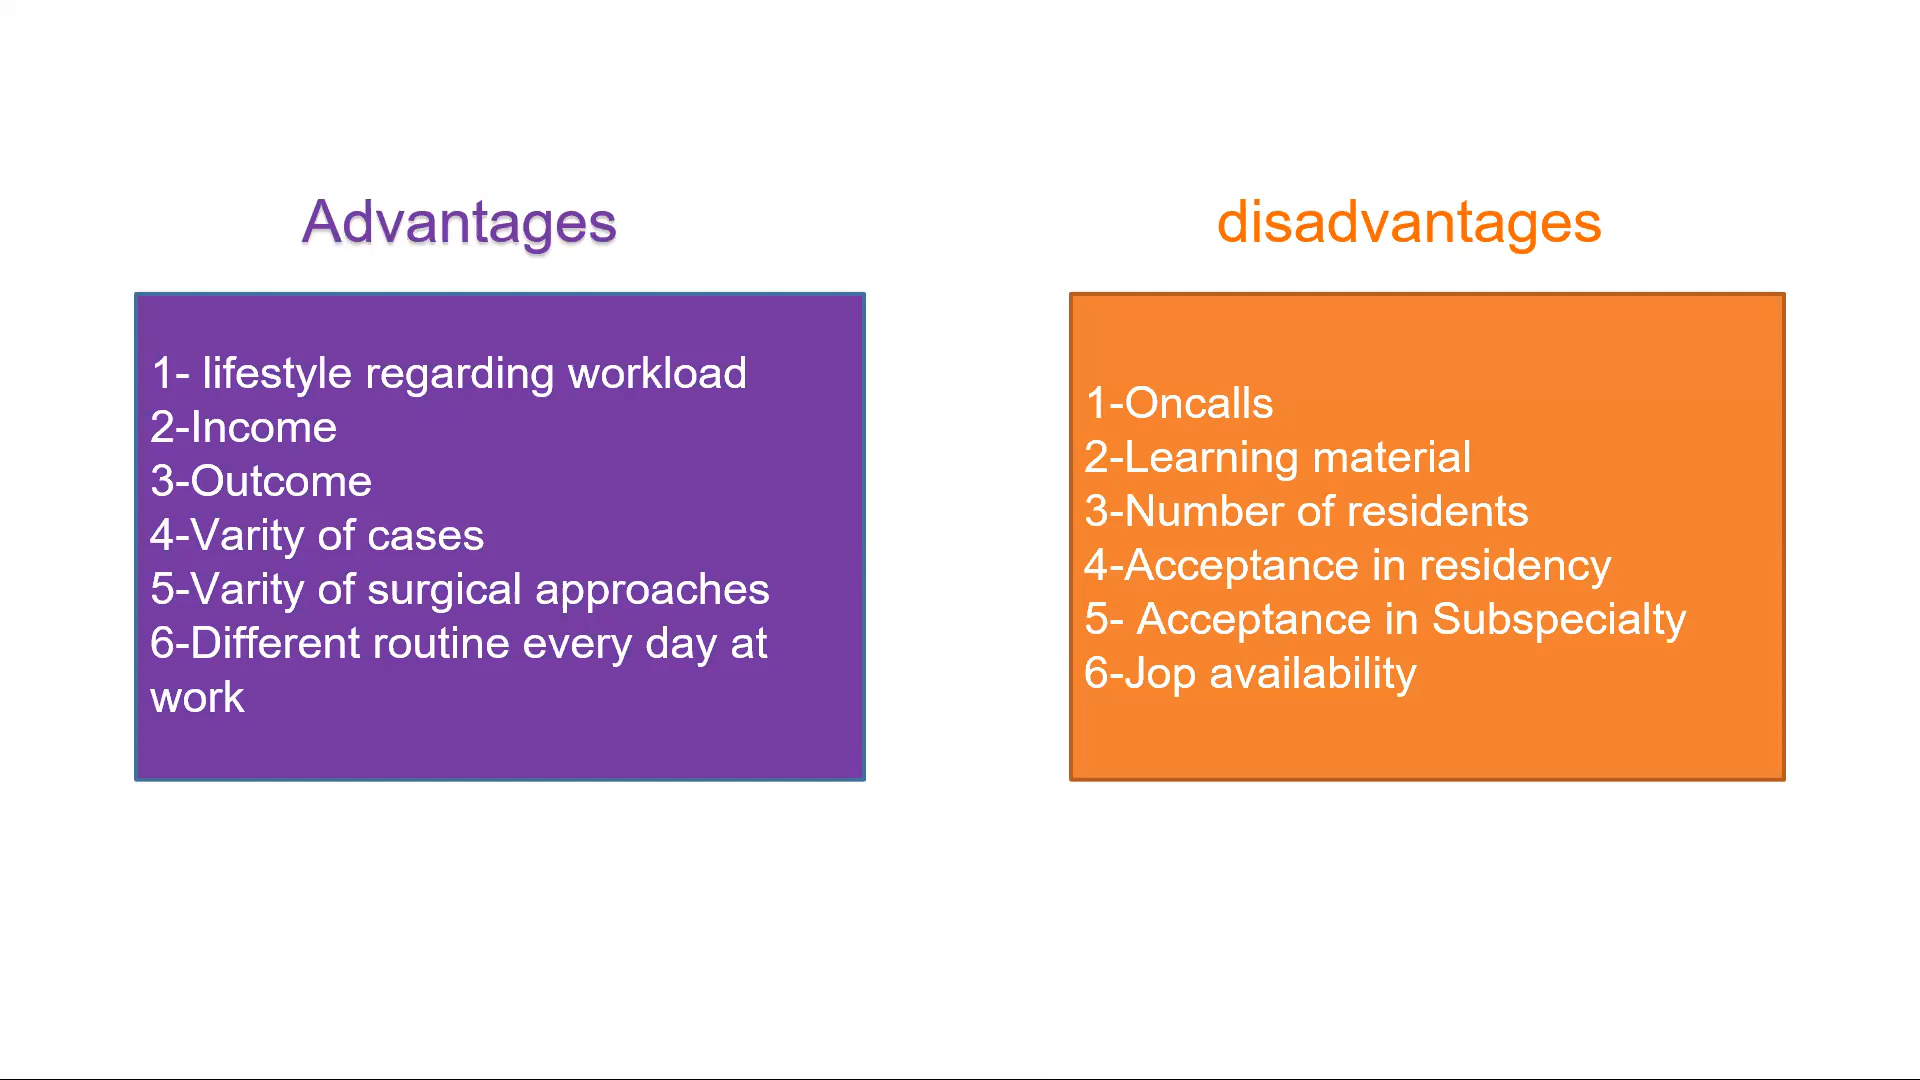 Advantages
1- lifestyle regarding workload
2-Income
3-Outcome
4-Varity of cases
5-Varity of surgical approaches
6-Different routine every day at
work
disadvantages
1-Oncalls
2-Learning material
3-Number of residents
4-Acceptance in residency
5- Acceptance in Subspecialty
6-Jop availability